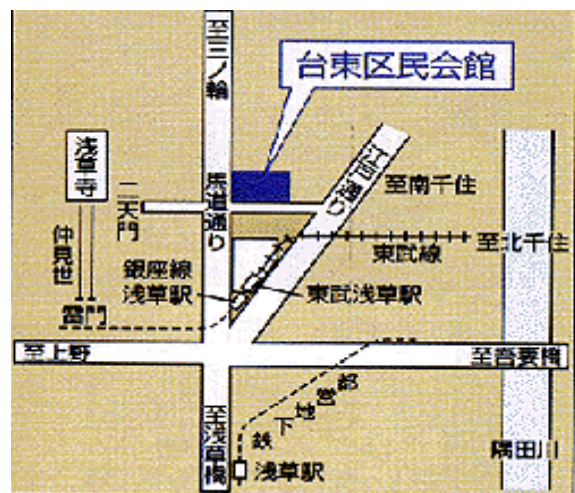 至三ノ輪
台東区民会館
浅草寺
馬道通り
江戸通り
至南千住
二天門
仲見世
東武線
至北千住
銀座線
浅草駅
東武浅草駅
雷門
至上野
至吾妻橋
至浅草橋
都営地下鉄
浅草駅
隅田川